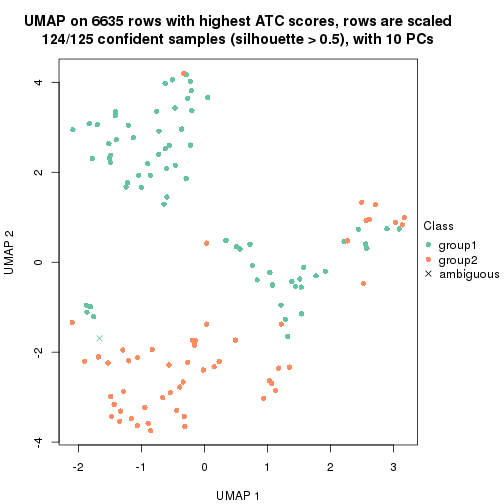 UMAP on 6635 rows with highest ATC scores, rows are scaled
124/125 confident samples (silhouette > 0.5), with 10 PCs
4
2
0
-2
-4
UMAP 2
-2
-1
0
1
2
3
UMAP 1
Class
group1
group2
ambiguous